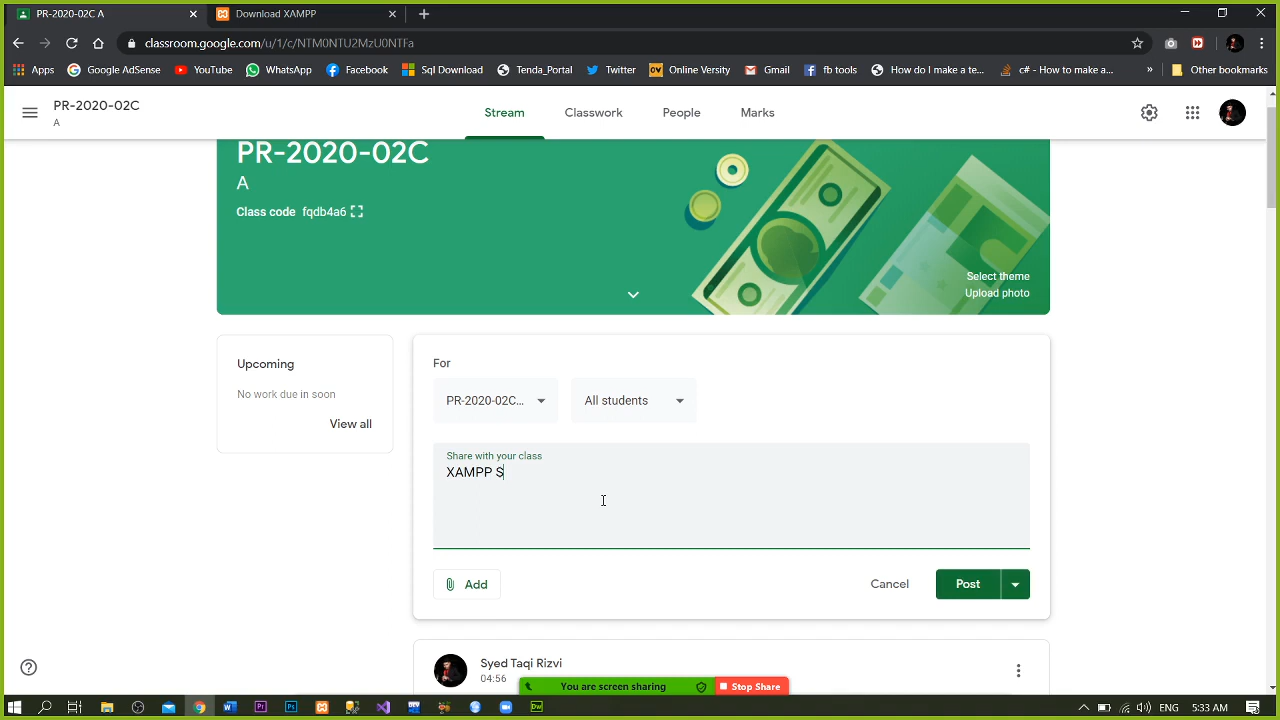 PR-2020-02C A
Download XAMPP
classroom.google.com/u/1/c/NTM0NTU2MzU0NTFa
Apps
Google AdSense
YouTube
WhatsApp
Facebook
Sql Download
Tenda_Portal
Twitter
OV
Online Versity
Gmail
fb tools
How do I make a te...
c# - How to make a...
»
Other bookmarks
PR-2020-02C
A
Stream
Classwork
People
Marks
PR-2020-02C
A
Class code fqdb4a6
Select theme
Upload photo
Upcoming
No work due in soon
View all
For
PR-2020-02C...
All students
Share with your class
XAMPP S
Add
Cancel
Post
Syed Taqi Rizvi
04:56
You are screen sharing
Stop Share
ENG
5:33 AM